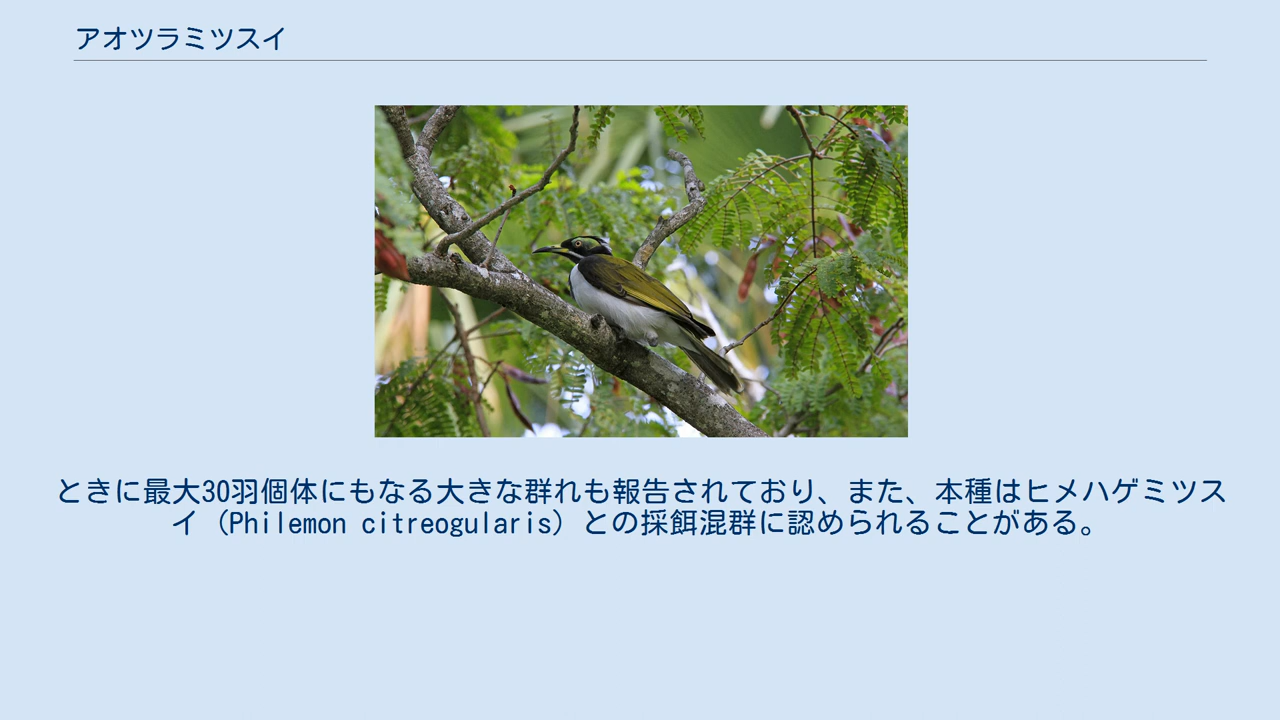 アオツラミツスイ
ときに最大30羽個体にもなる大きな群れも報告されており、また、本種はヒメハゲミツス
イ（Philemon citreogularis）との採餌混群に認められることがある。